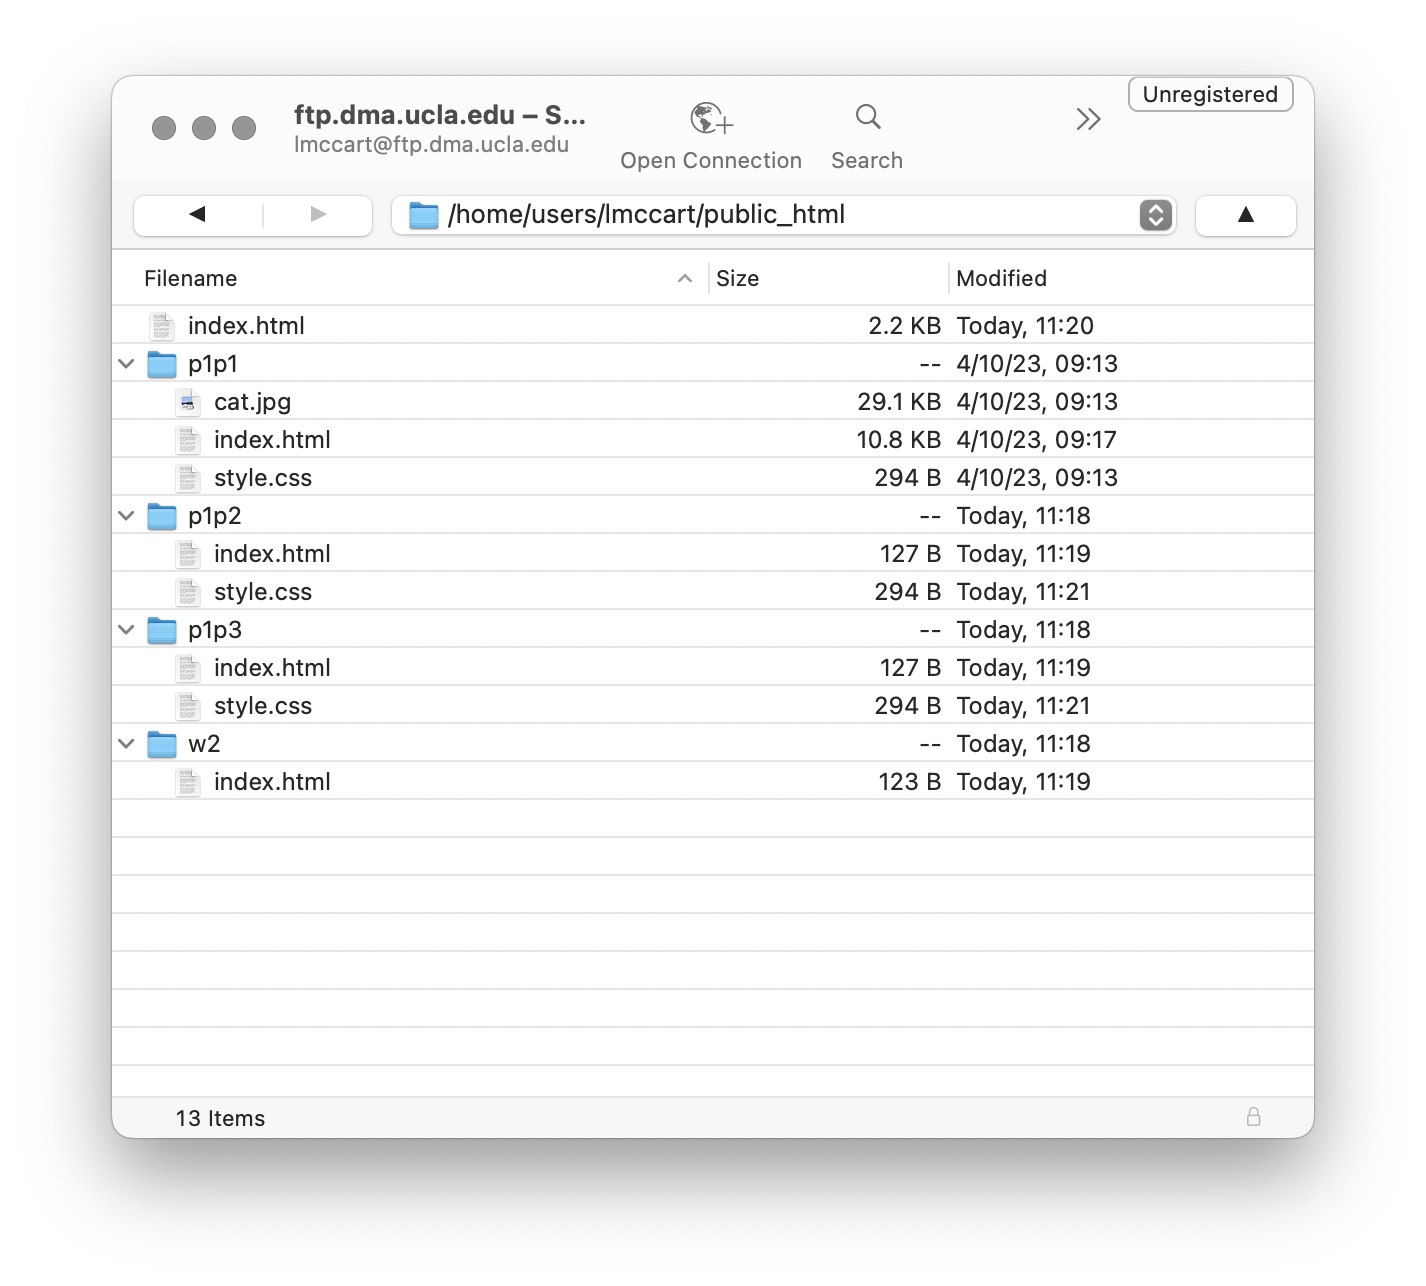 Unregistered
ftp.dma.ucla.edu – S...
lmccart@ftp.dma.ucla.edu
Open Connection
Search
/home/users/lmccart/public_html
Filename Size Modified
index.html 2.2 KB Today, 11:20
p1p1 -- 4/10/23, 09:13
cat.jpg 29.1 KB 4/10/23, 09:13
index.html 10.8 KB 4/10/23, 09:17
style.css 294 B 4/10/23, 09:13
p1p2 -- Today, 11:18
index.html 127 B Today, 11:19
style.css 294 B Today, 11:21
p1p3 -- Today, 11:18
index.html 127 B Today, 11:19
style.css 294 B Today, 11:21
w2 -- Today, 11:18
index.html 123 B Today, 11:19
13 Items